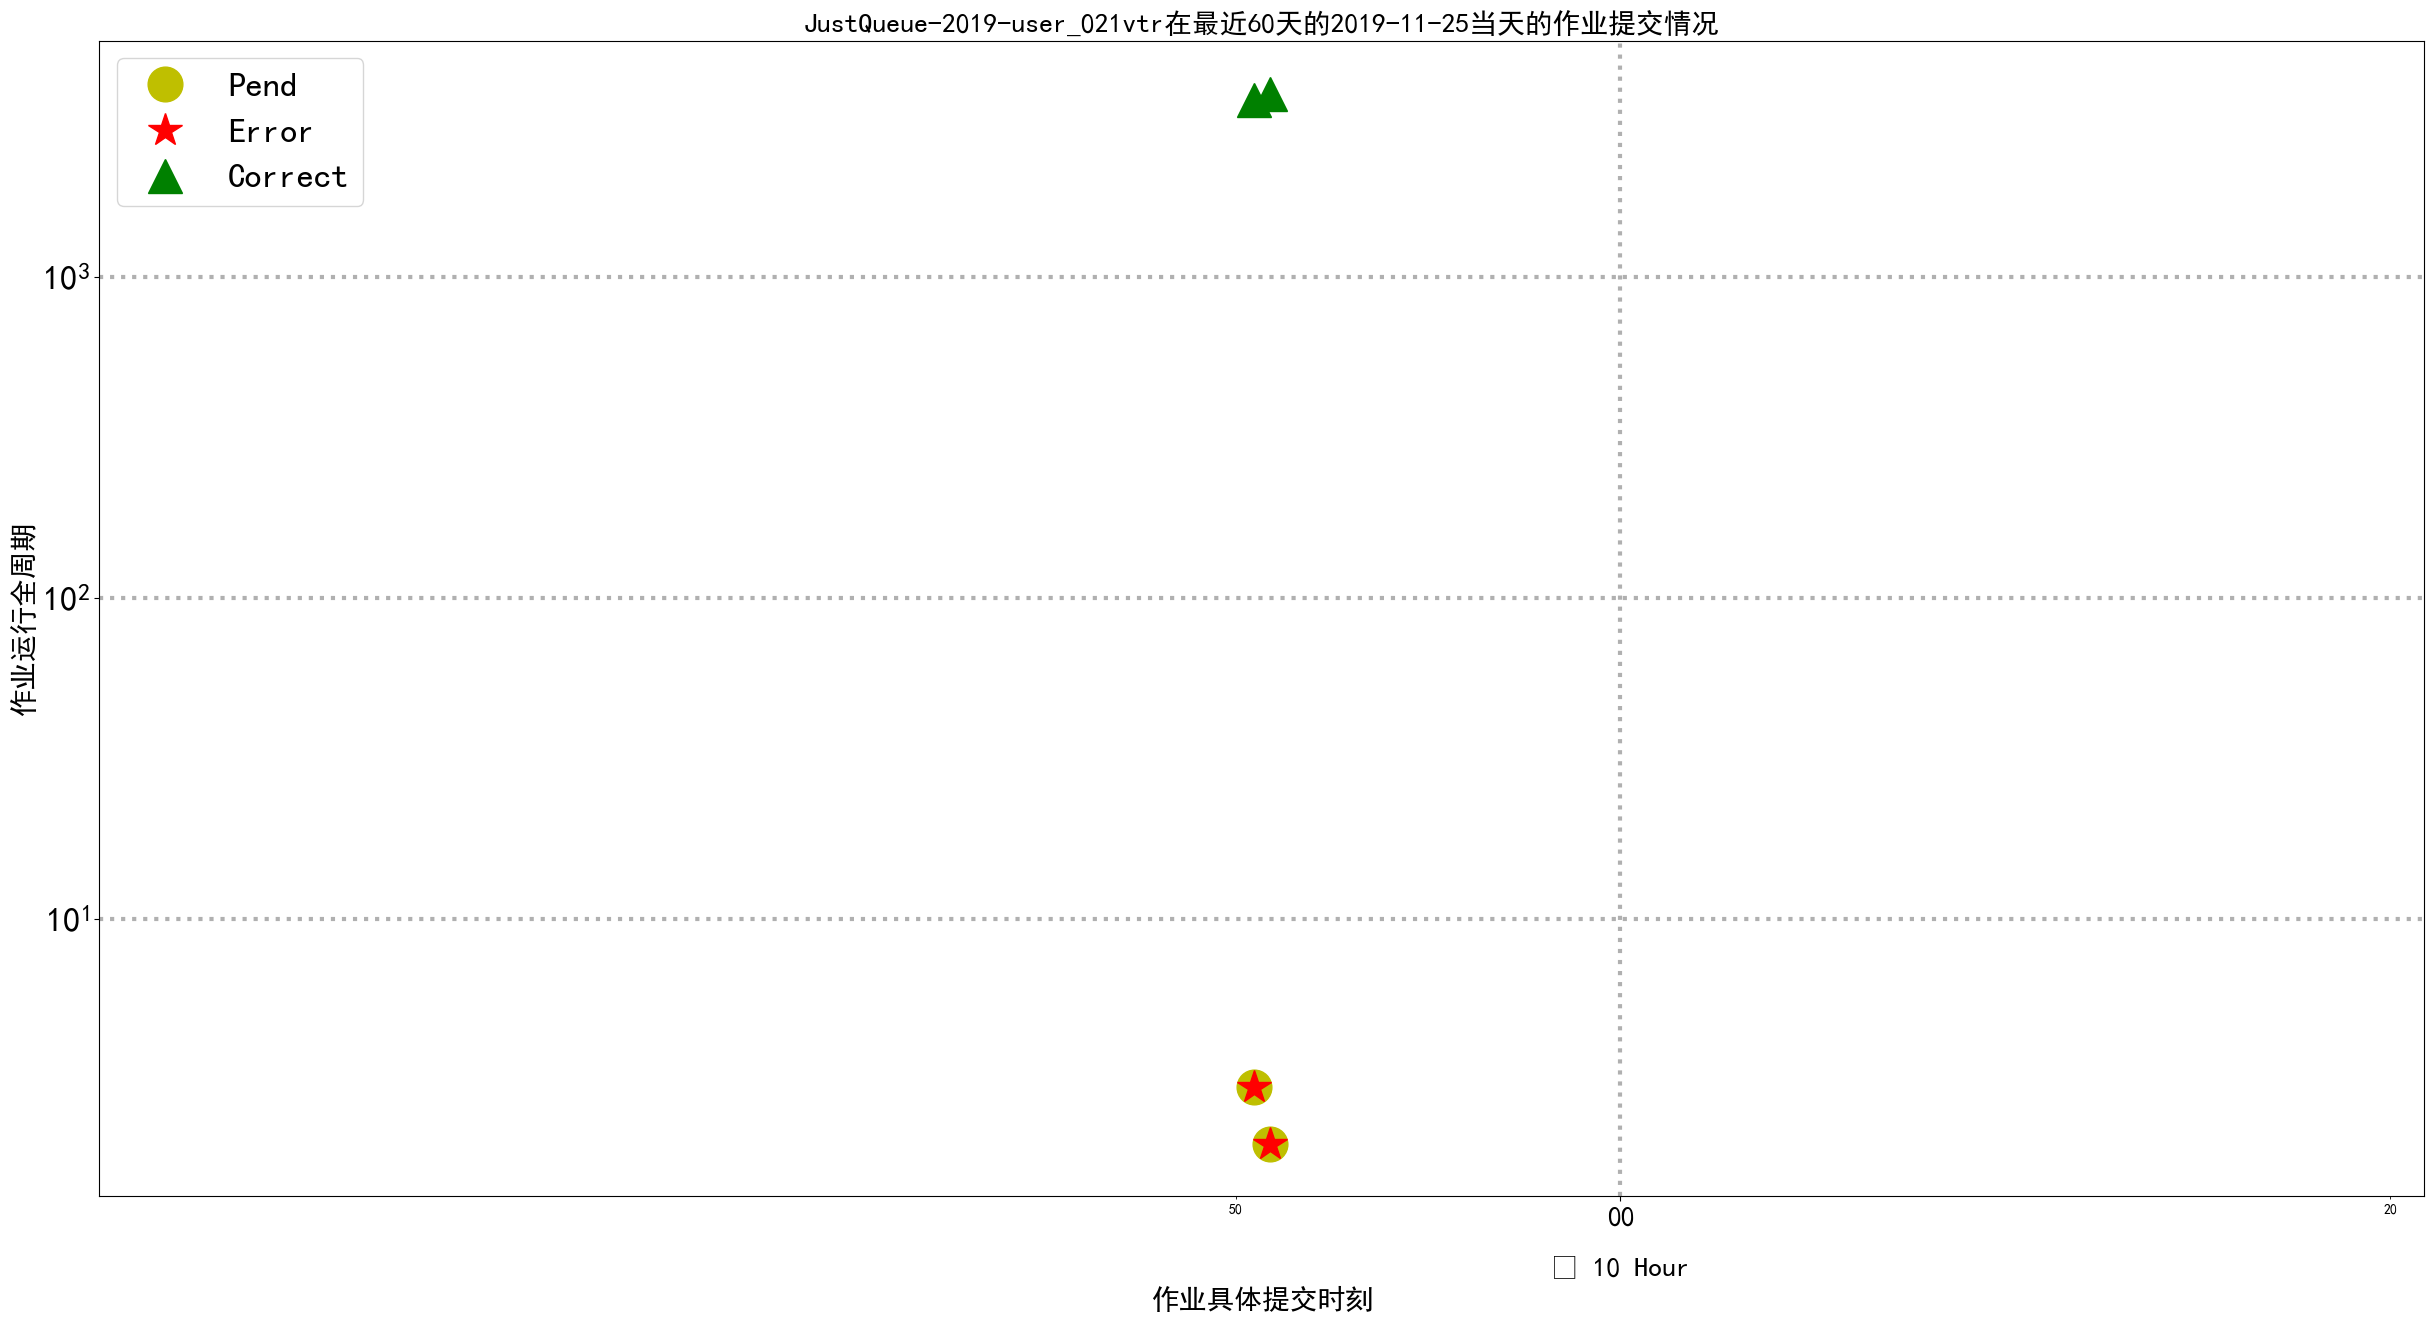 JustQueue-2019-user_021vtr在最近60天的2019-11-25当天的作业提交情况
Pend
Error
Correct
10³
10²
10¹
作业运行全周期
50
00
20
□ 10 Hour
作业具体提交时刻